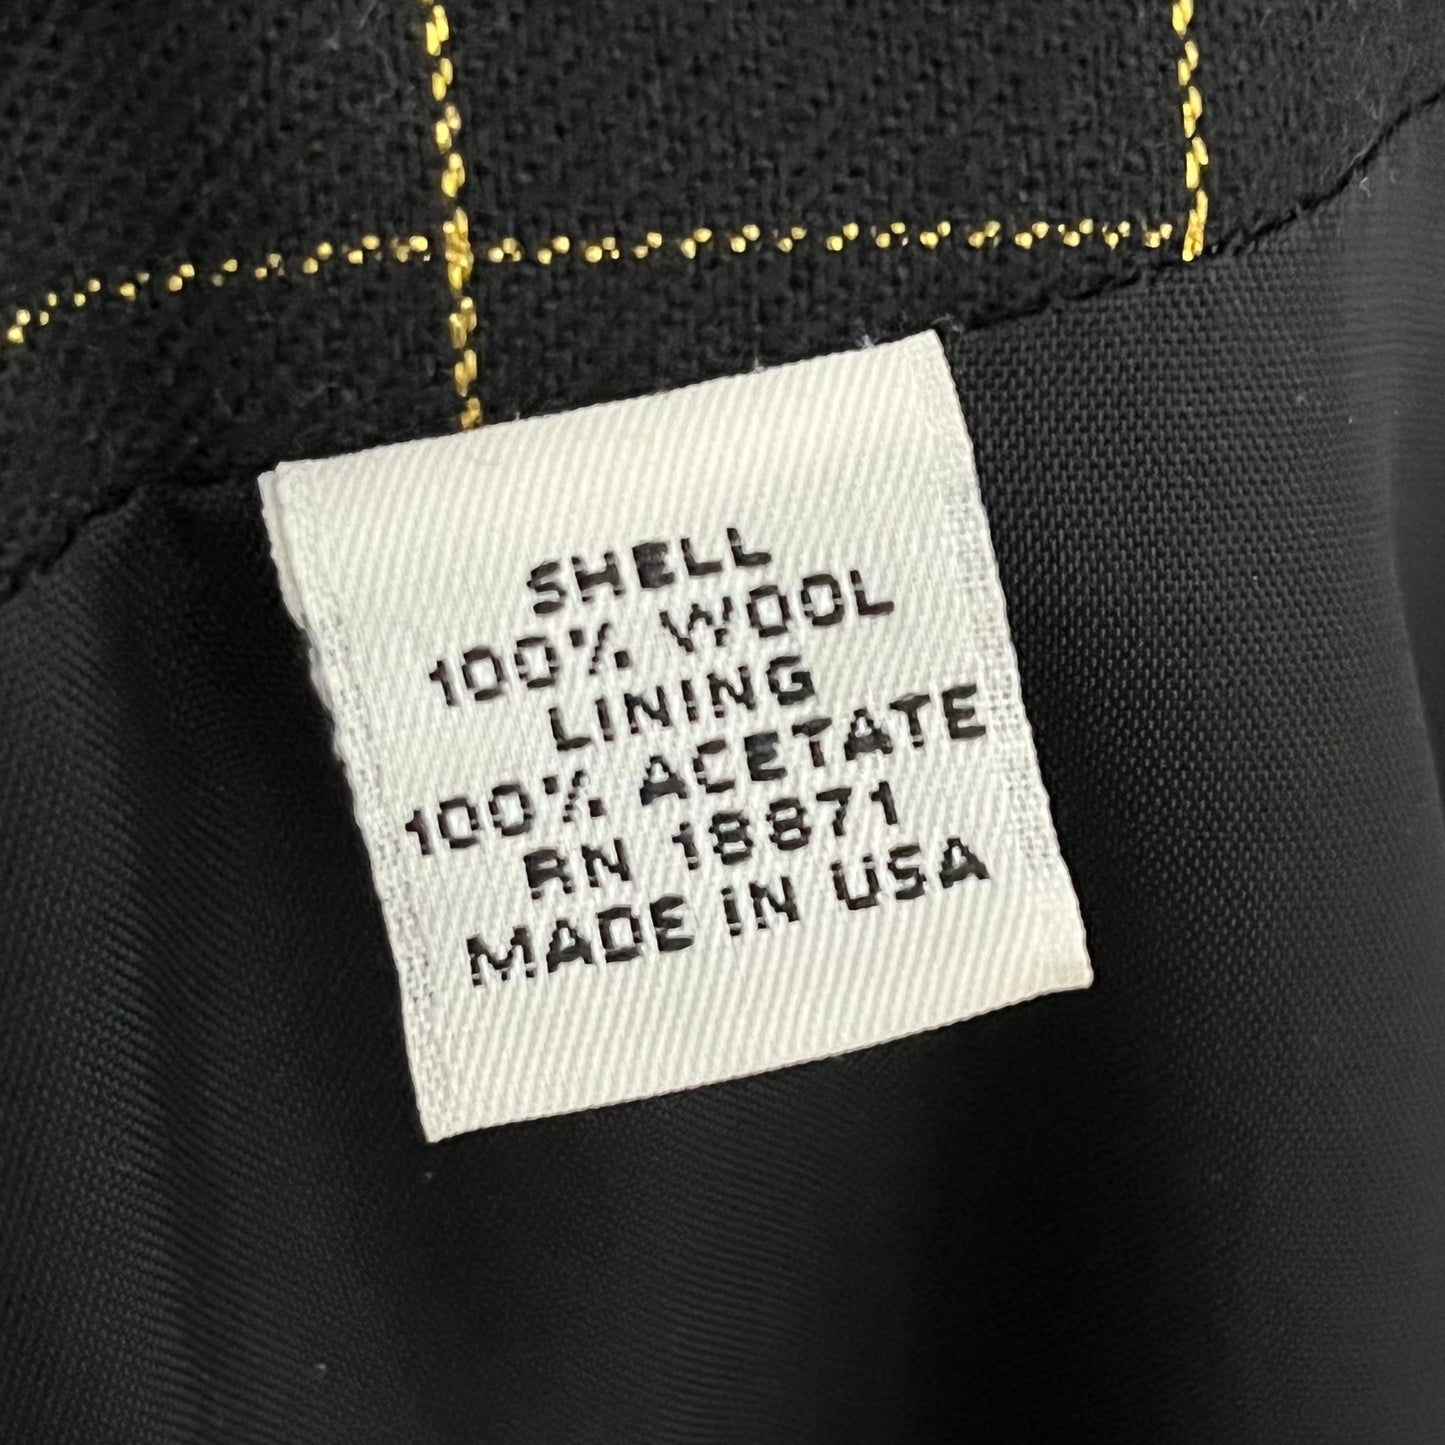 SHELL
100% WOOL
LINING
100% ACETATE
RN 18871
MADE IN USA